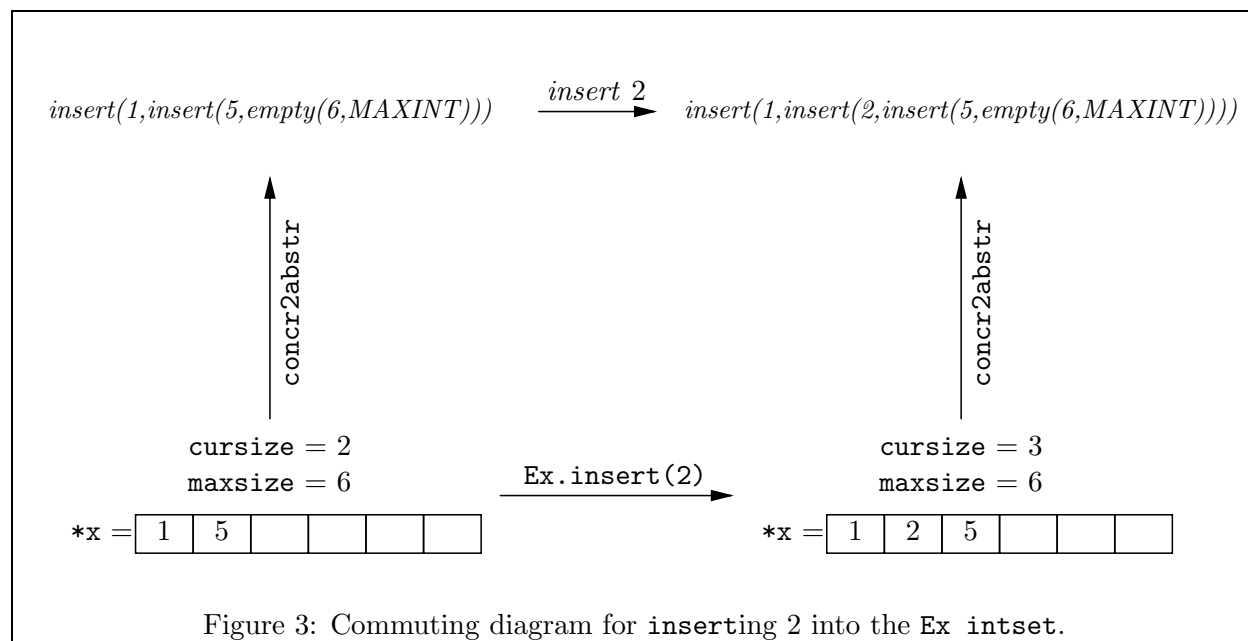 insert 2
insert(1,insert(5,empty(6,MAXINT))) insert(1,insert(2,insert(5,empty(6,MAXINT))))
concr2abstr concr2abstr
cursize = 2 cursize = 3
maxsize = 6 Ex.insert(2) maxsize = 6
*x = 1 5 *x = 1 2 5
Figure 3: Commuting diagram for inserting 2 into the Ex intset.